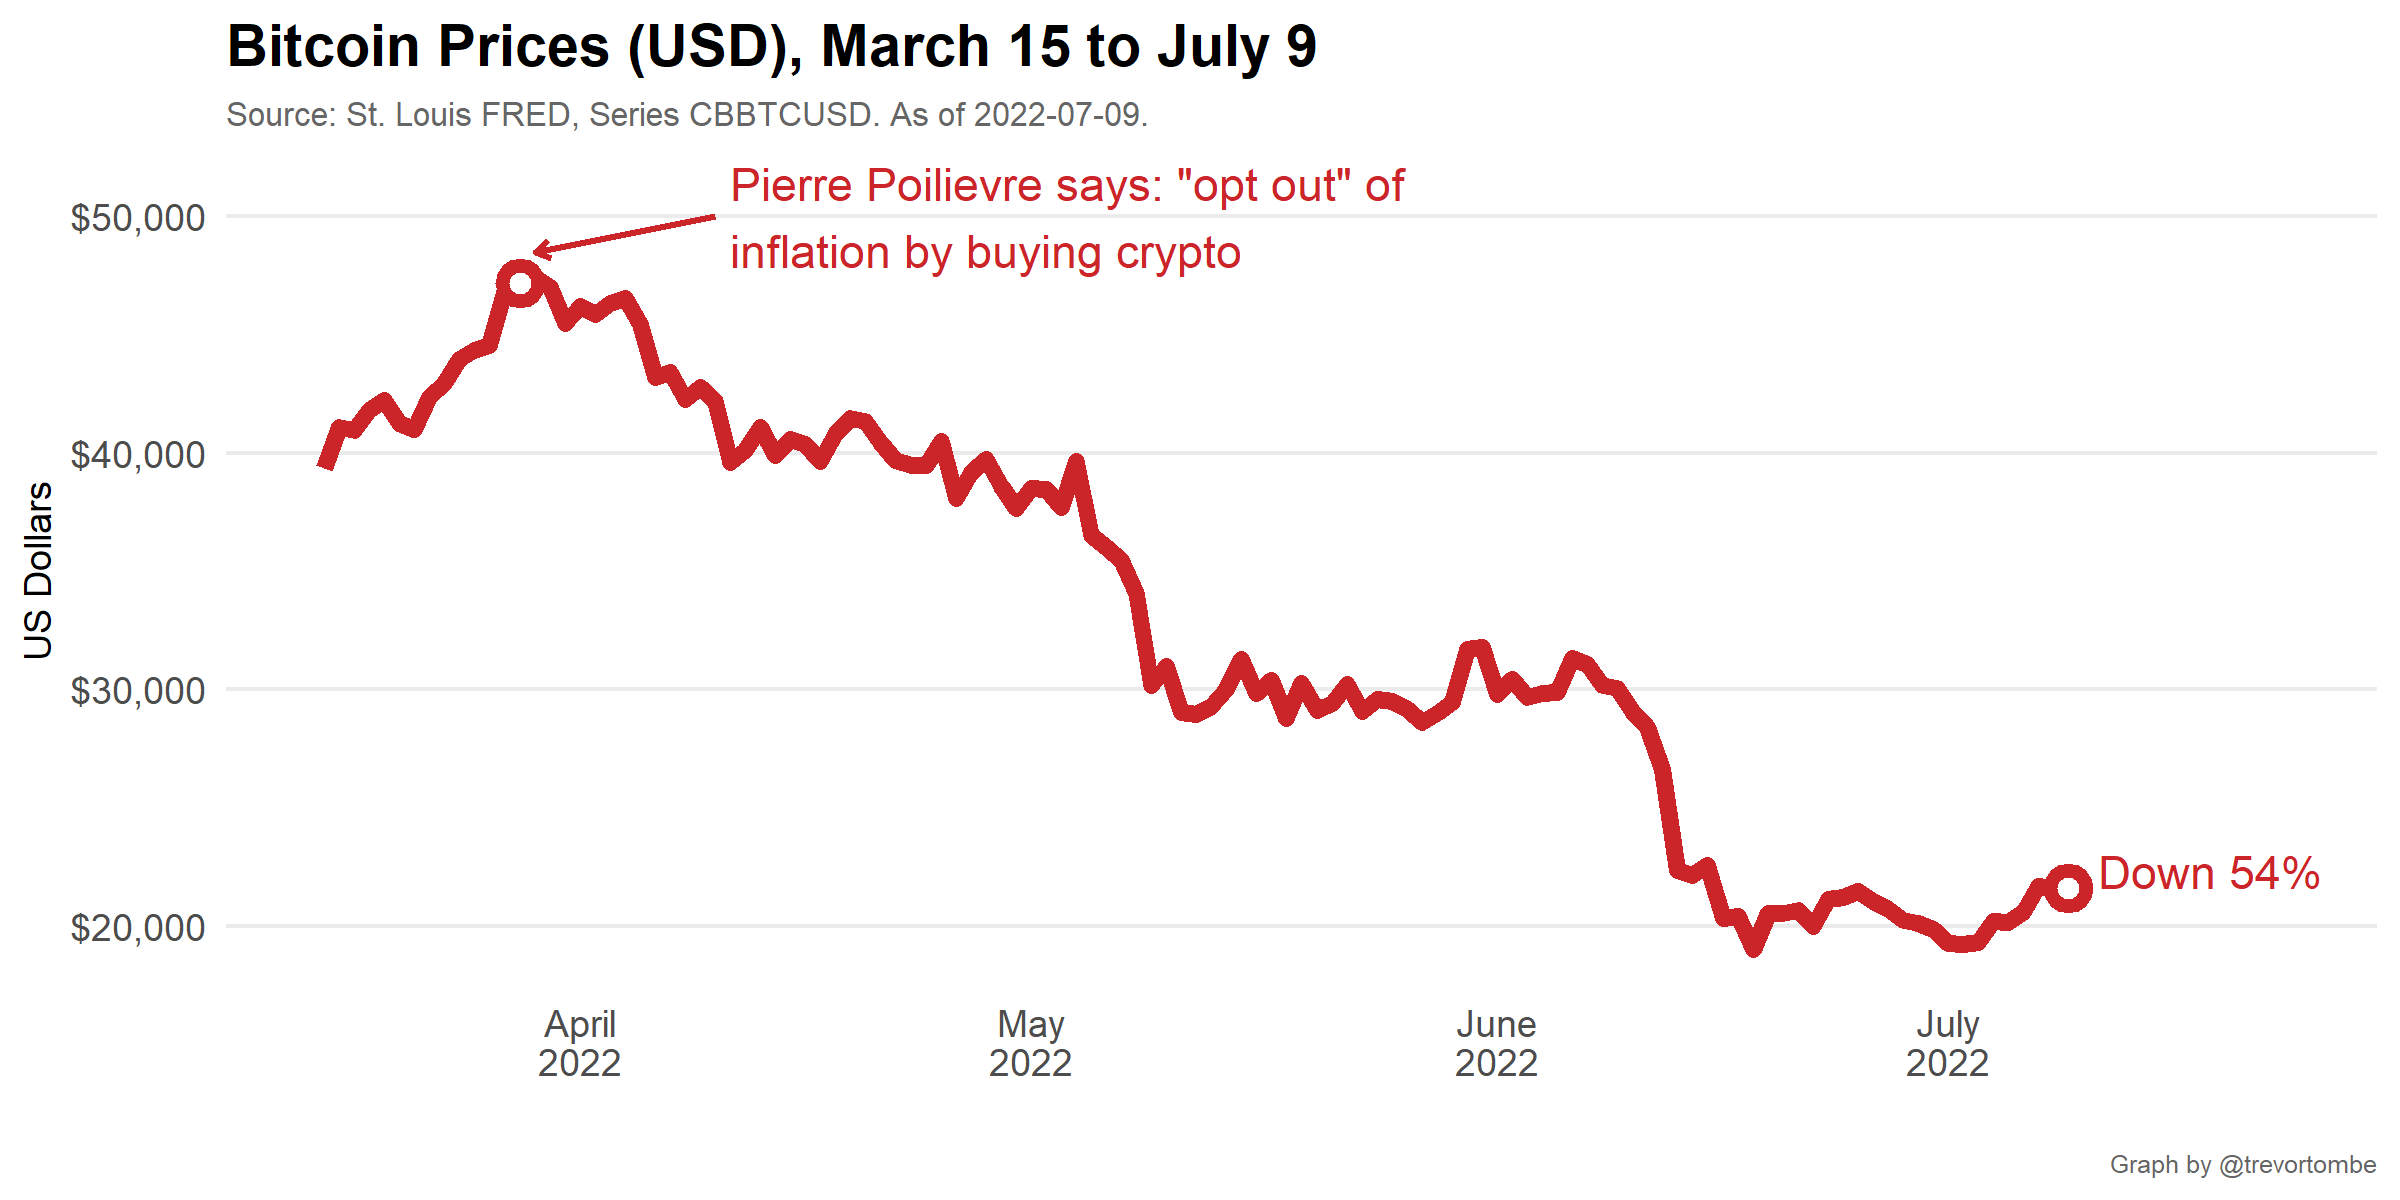 Bitcoin Prices (USD), March 15 to July 9
Source: St. Louis FRED, Series CBBTCUSD. As of 2022-07-09.
Pierre Poilievre says: "opt out" of
inflation by buying crypto
$50,000
$40,000
$30,000
$20,000
US Dollars
Down 54%
April
2022
May
2022
June
2022
July
2022
Graph by @trevortombe